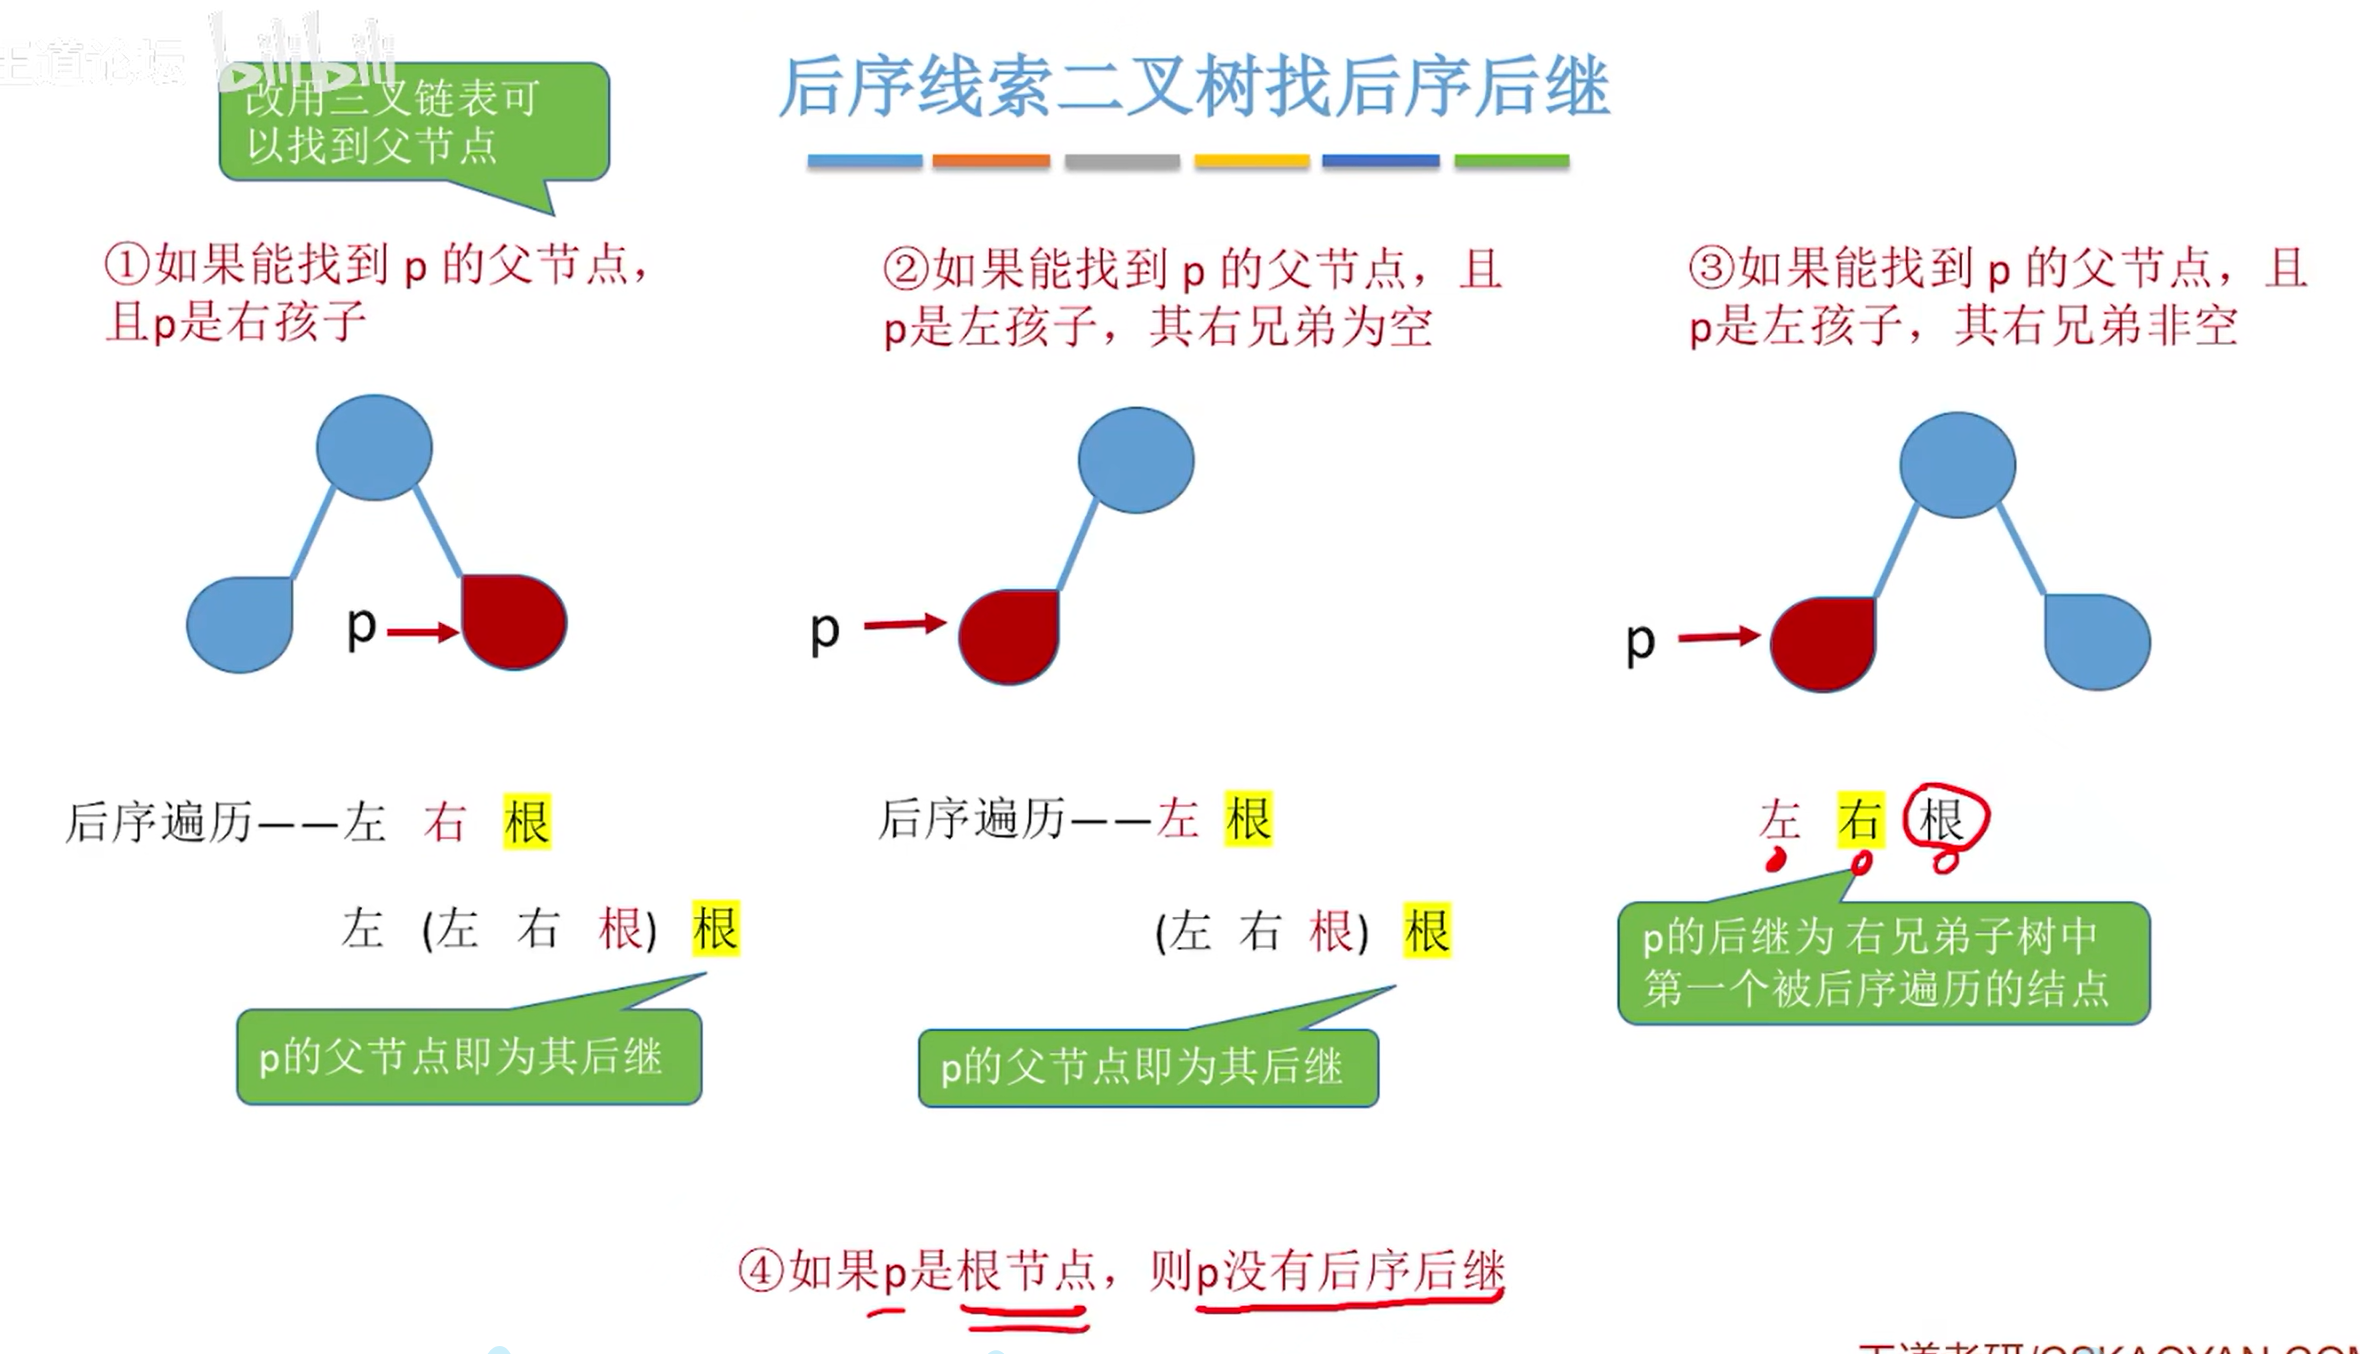 王道论坛 bilibili
后序线索二叉树找后序后继
改用三叉链表可
以找到父节点
①如果能找到 p 的父节点，
且p是右孩子
②如果能找到 p 的父节点，且
p是左孩子，其右兄弟为空
③如果能找到 p 的父节点，且
p是左孩子，其右兄弟非空
p
p
p
后序遍历——左 右 根
左 (左 右 根) 根
p的父节点即为其后继
后序遍历——左 根
(左 右 根) 根
p的父节点即为其后继
左 右 根
p的后继为 右兄弟子树中
第一个被后序遍历的结点
④如果p是根节点，则p没有后序后继
王道考研/CSKAOYAN.COM